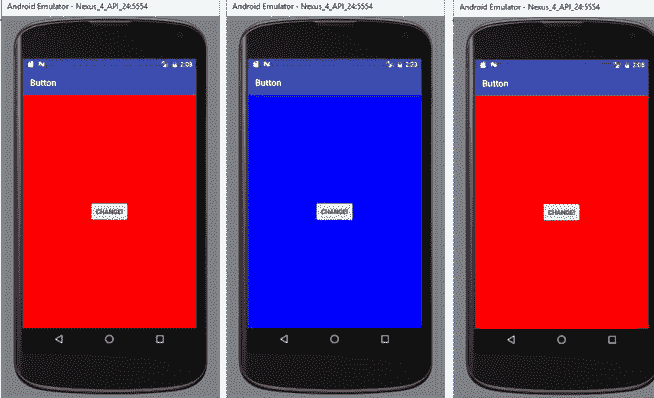 Android Emulator - Nexus_4_API_24:5554
Button
CHANGE!
Android Emulator - Nexus_4_API_24:5554
Button
CHANGE!
Android Emulator - Nexus_4_API_24:5554
Button
CHANGE!